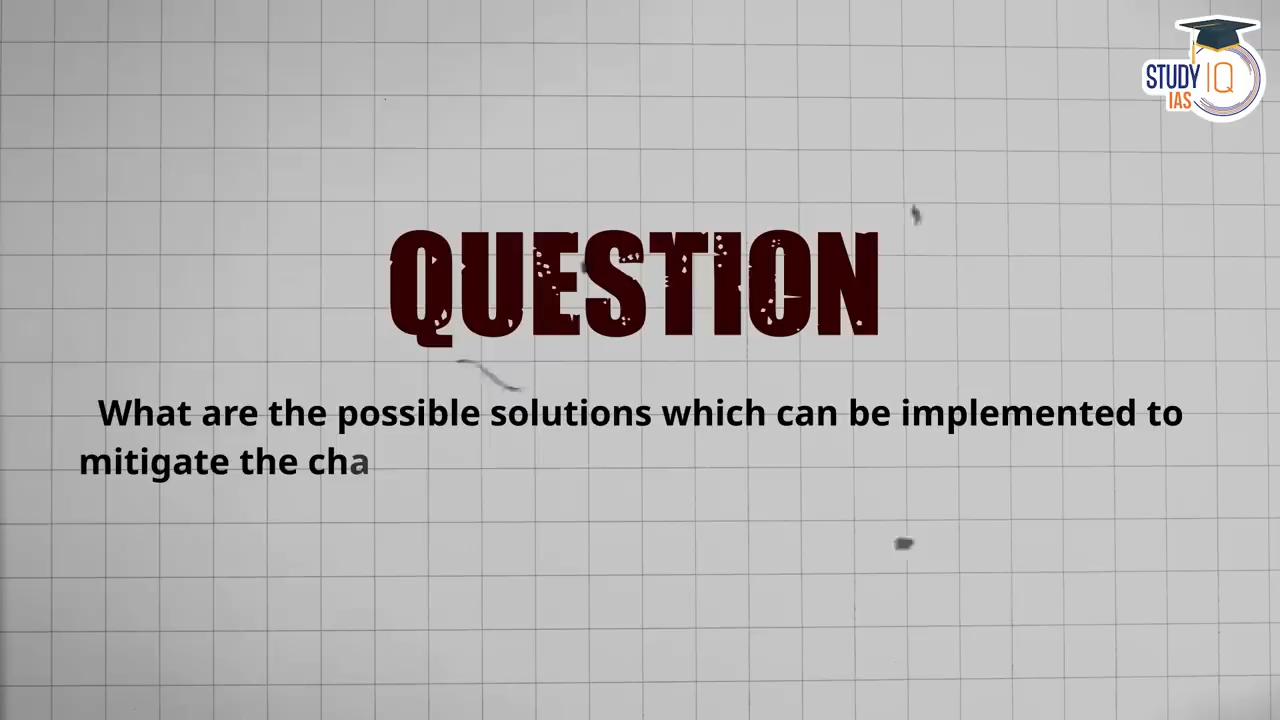 STUDY IQ
IAS
QUESTION
What are the possible solutions which can be implemented to
mitigate the cha